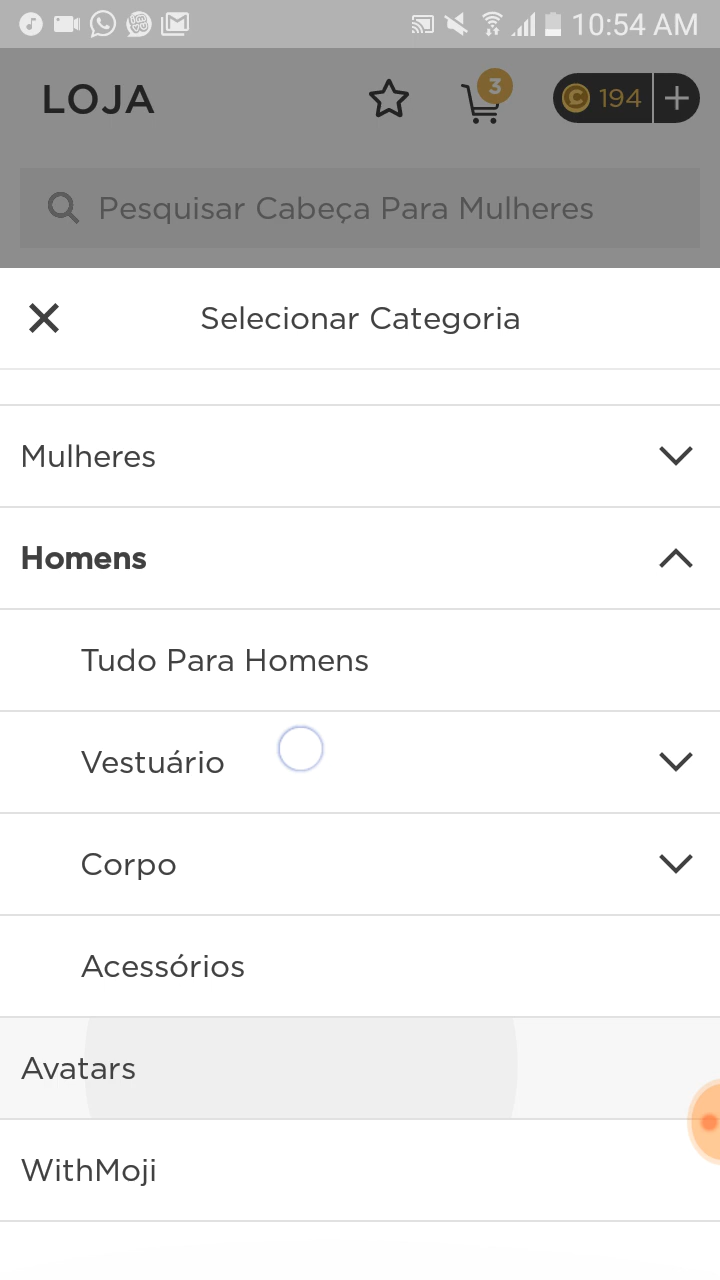 10:54 AM
LOJA
3
194
Pesquisar Cabeça Para Mulheres
Selecionar Categoria
Mulheres
Homens
Tudo Para Homens
Vestuário
Corpo
Acessórios
Avatars
WithMoji